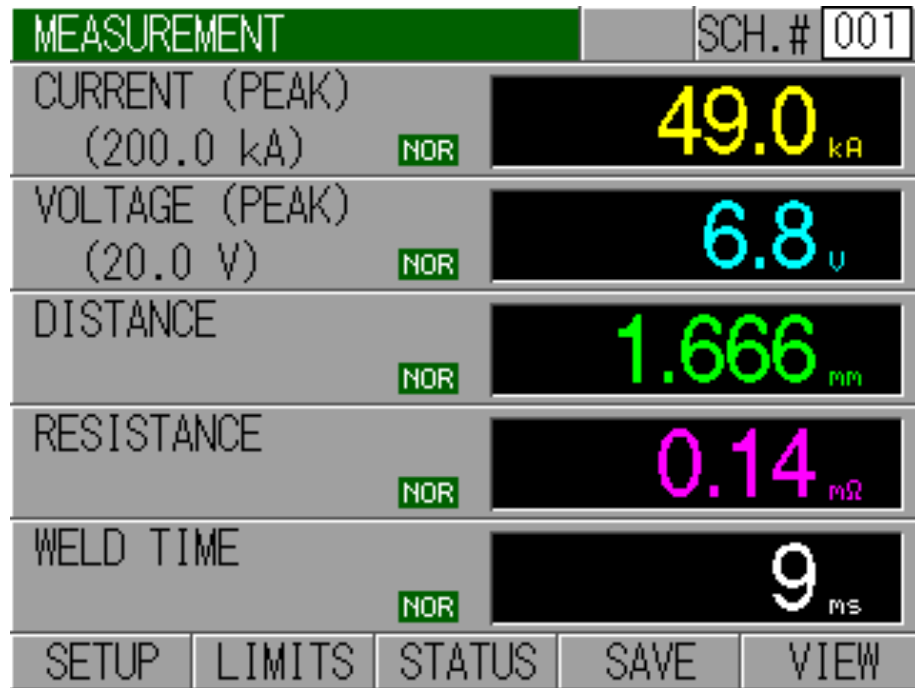 MEASUREMENT SCH.# 001
CURRENT (PEAK)
(200.0 kA) NOR 49.0 kA
VOLTAGE (PEAK)
(20.0 V) NOR 6.8 V
DISTANCE
NOR 1.666 mm
RESISTANCE
NOR 0.14 mΩ
WELD TIME
NOR 9 ms
SETUP LIMITS STATUS SAVE VIEW